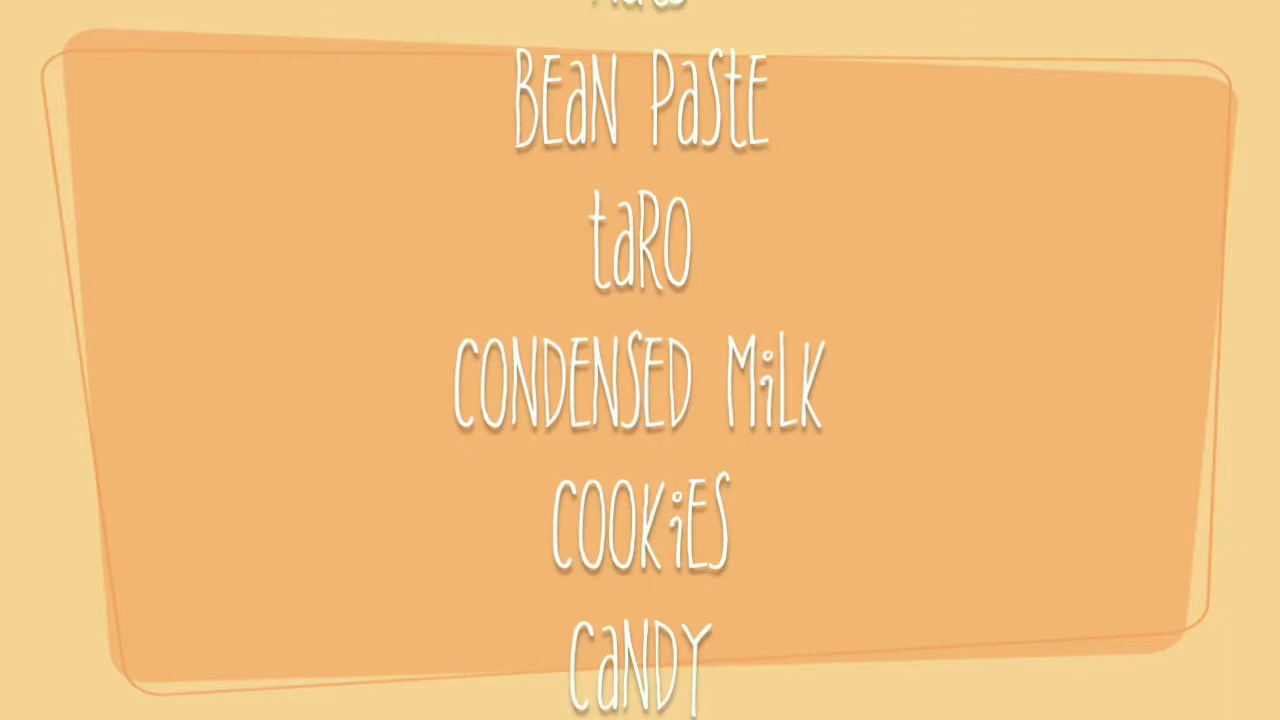 BEaN PaStE
taRO
CONDENSED MiLK
COOKiES
CaNDY